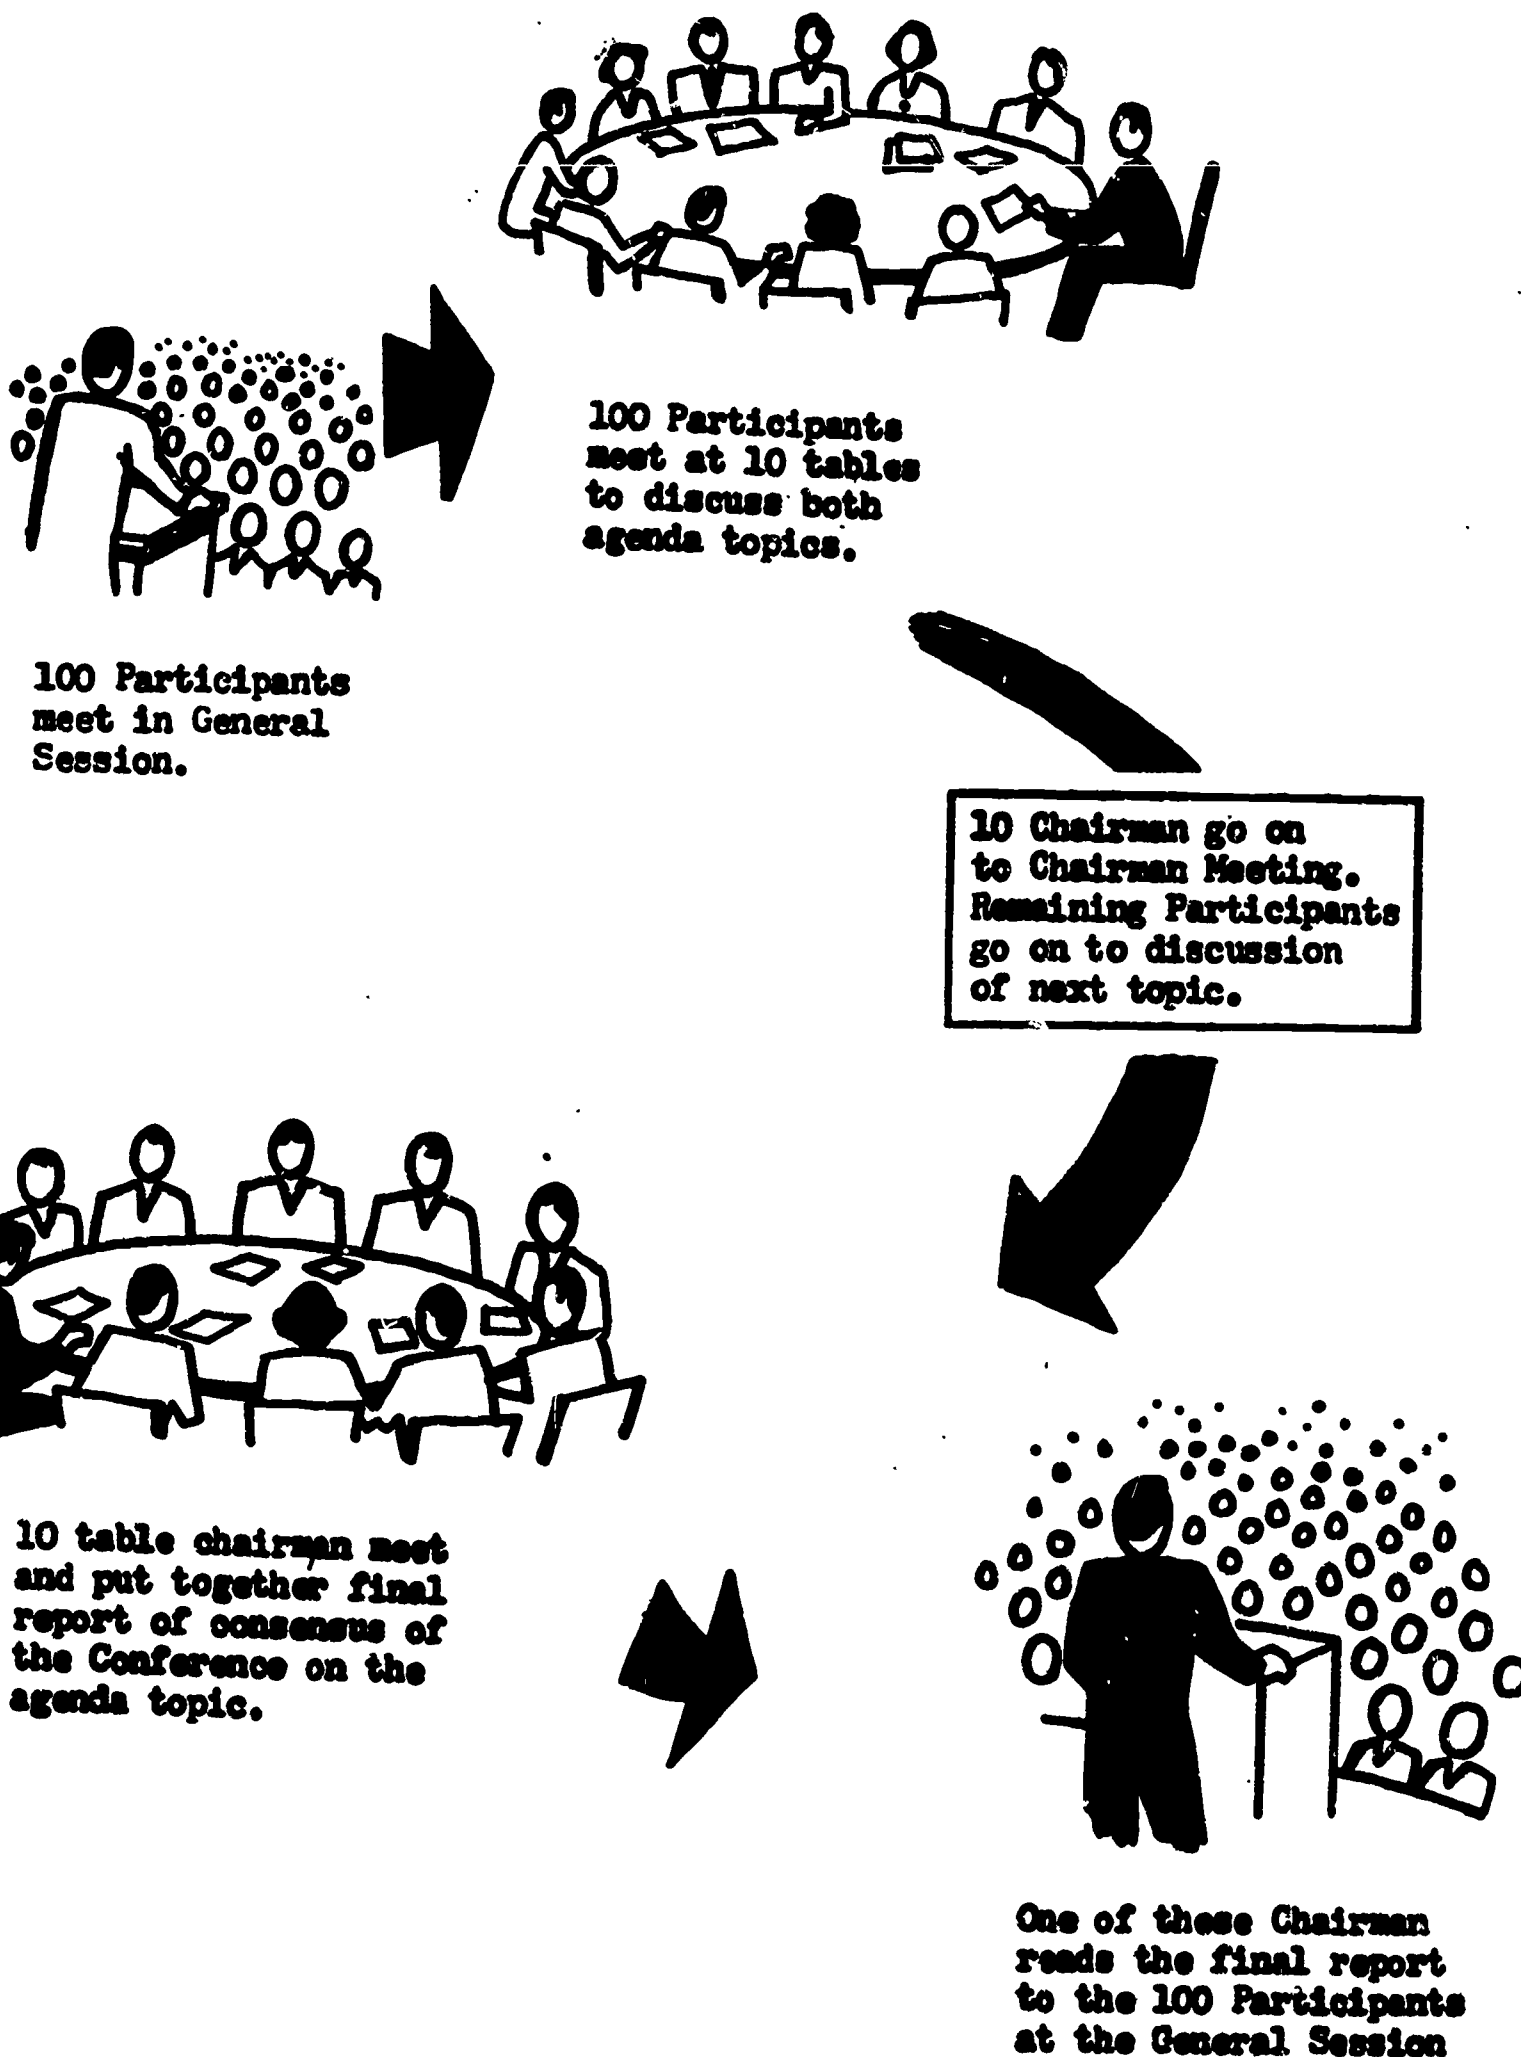 100 Participants
meet at 10 tables
to discuss both
agenda topics.
100 Participants
meet in General
Session.
10 Chairman go on
to Chairman Meeting.
Remaining Participants
go on to discussion
of next topic.
10 table chairman meet
and put together final
report of consensus of
the Conference on the
agenda topic.
One of these Chairman
reads the final report
to the 100 Participants
at the General Session